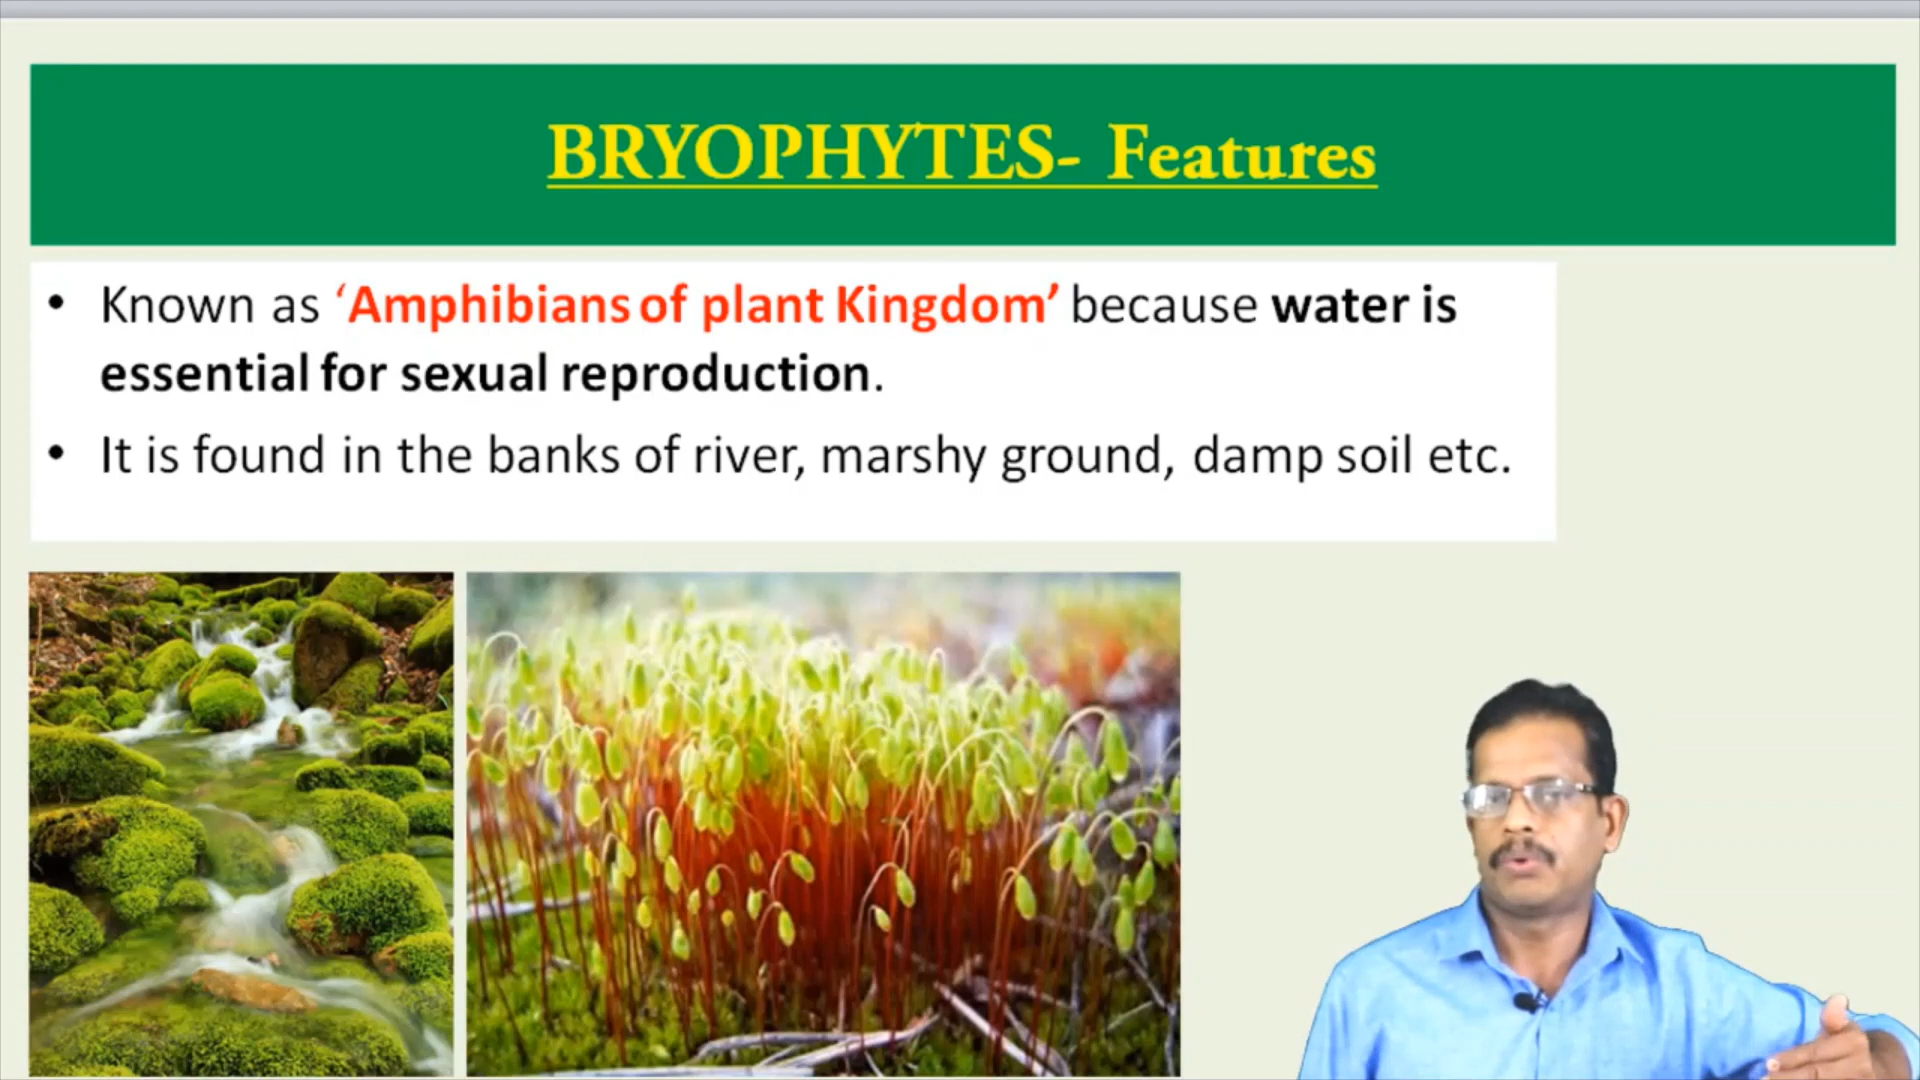 BRYOPHYTES- Features
• Known as ‘Amphibians of plant Kingdom’ because water is
essential for sexual reproduction.
• It is found in the banks of river, marshy ground, damp soil etc.